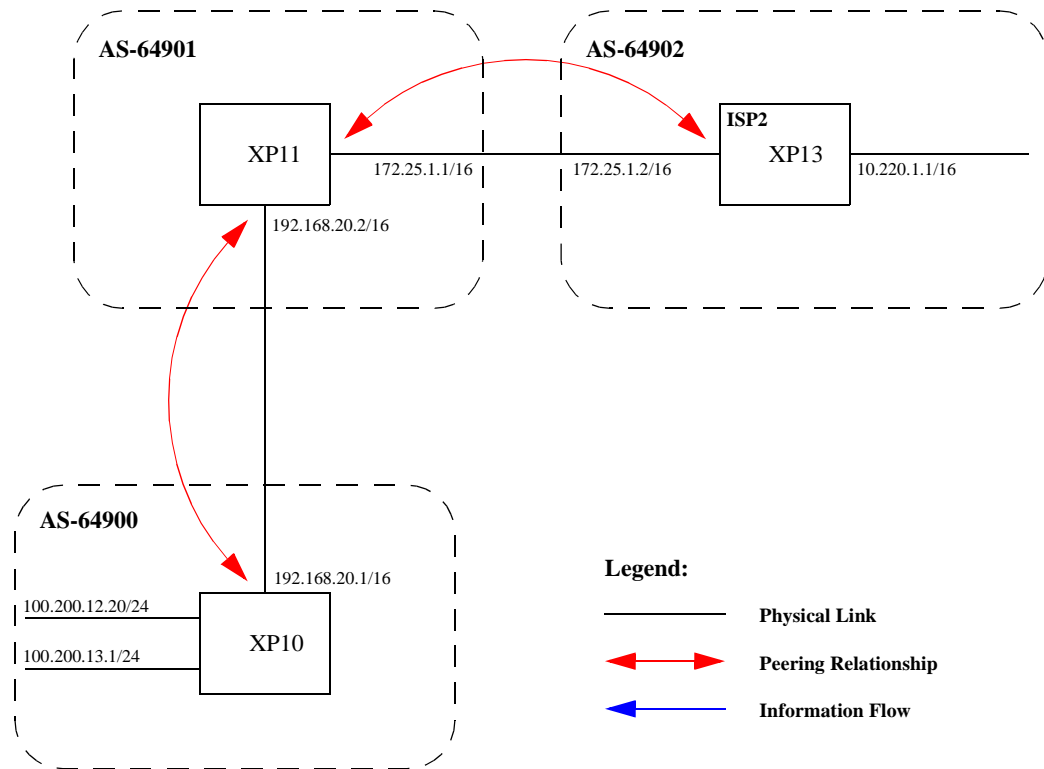 AS-64901
AS-64902
ISP2
XP11
XP13
172.25.1.1/16
172.25.1.2/16
10.220.1.1/16
192.168.20.2/16
AS-64900
192.168.20.1/16
100.200.12.20/24
XP10
100.200.13.1/24
Legend:
Physical Link
Peering Relationship
Information Flow